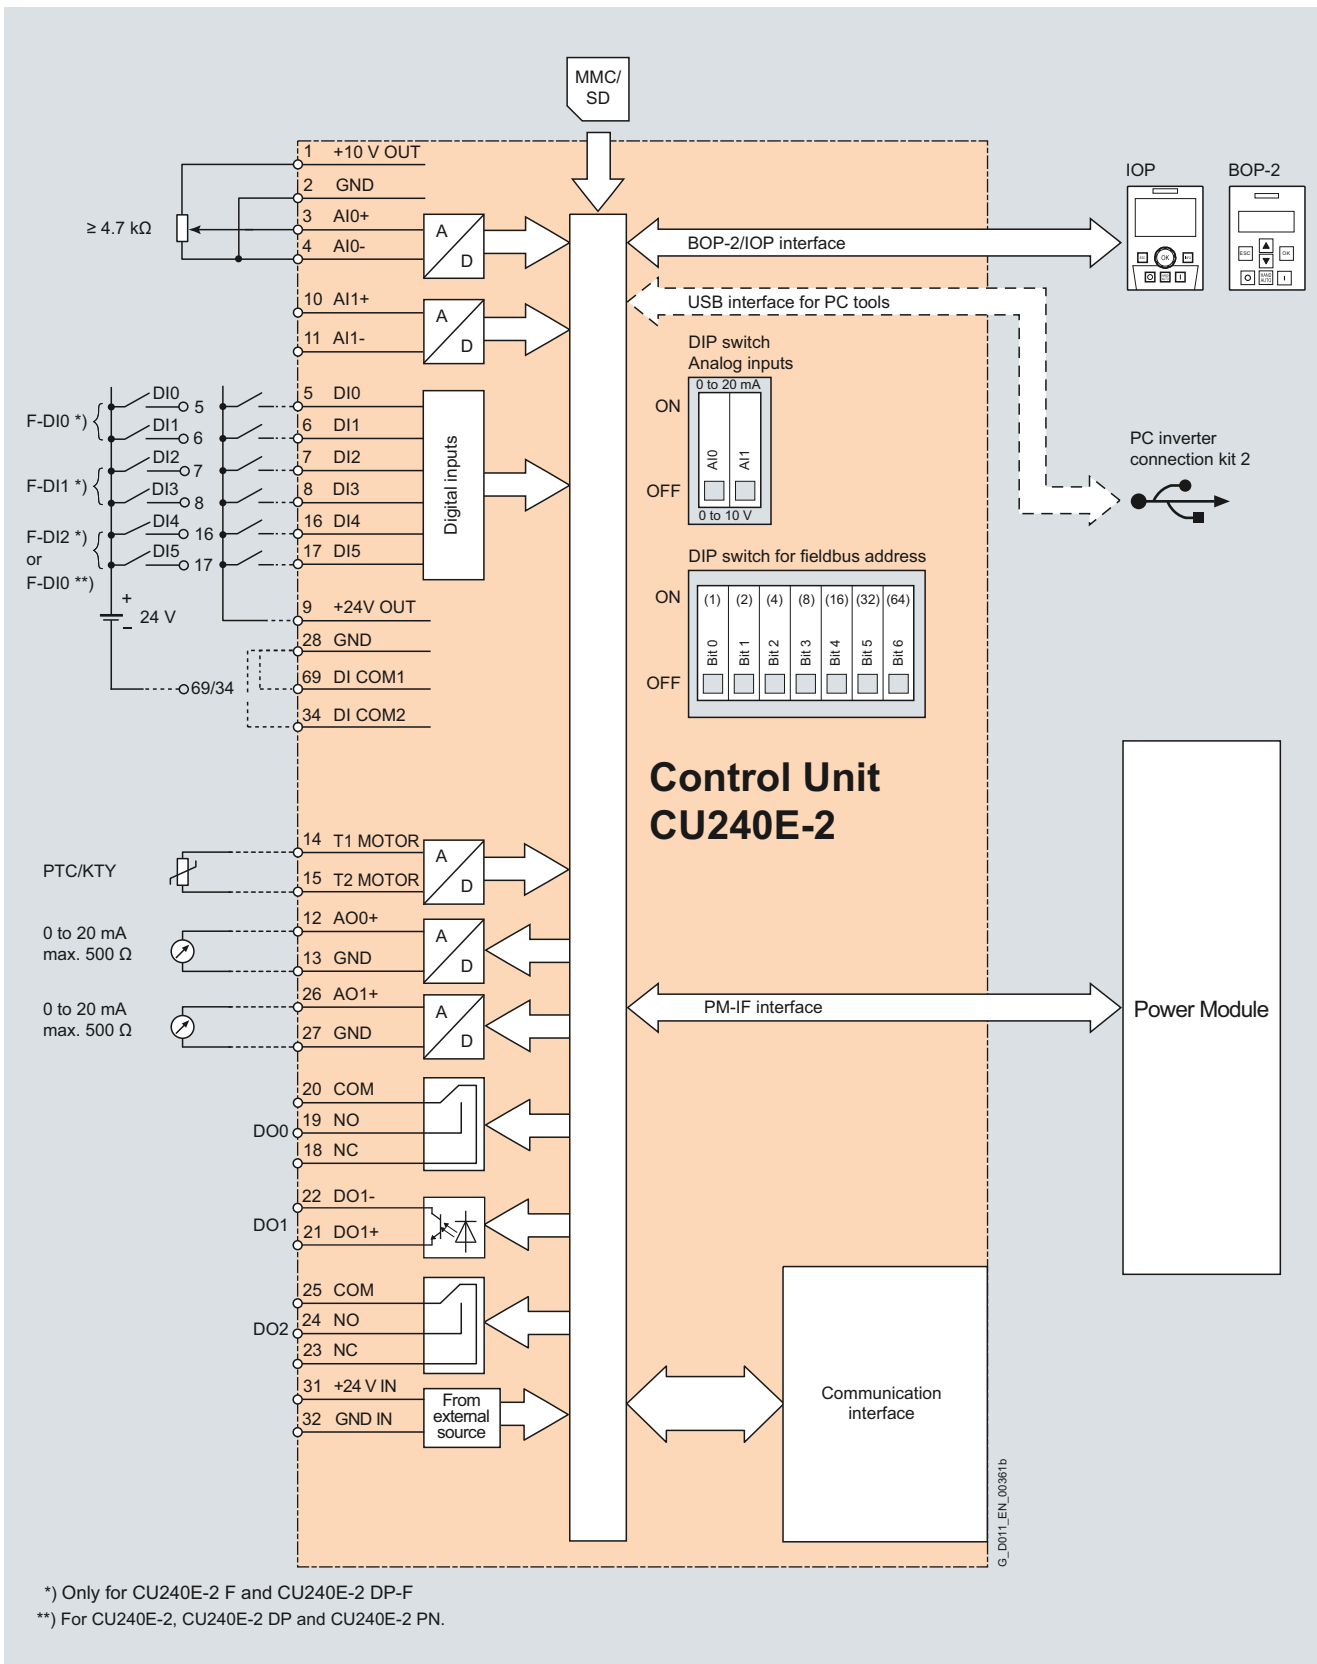 MMC/
SD
1 +10 V OUT
2 GND
3 AI0+
4 AI0-
≥ 4.7 kΩ
A
D
10 AI1+
11 AI1-
A
D
BOP-2/IOP interface
IOP
BOP-2
ESC
OK
HAND
AUTO
USB interface for PC tools
DIP switch
Analog inputs
0 to 20 mA
ON
AI0
AI1
OFF
0 to 10 V
PC inverter
connection kit 2
F-DI0 *)
F-DI1 *)
F-DI2 *)
or
F-DI0 **)
DI0 5
DI1 6
DI2 7
DI3 8
DI4 16
DI5 17
+
24 V
–
69/34
5 DI0
6 DI1
7 DI2
8 DI3
16 DI4
17 DI5
Digital inputs
9 +24V OUT
28 GND
69 DI COM1
34 DI COM2
DIP switch for fieldbus address
ON
(1) (2) (4) (8) (16) (32) (64)
Bit 0 Bit 1 Bit 2 Bit 3 Bit 4 Bit 5 Bit 6
OFF
Control Unit
CU240E-2
PTC/KTY
14 T1 MOTOR
15 T2 MOTOR
A
D
0 to 20 mA
max. 500 Ω
12 AO0+
13 GND
A
D
0 to 20 mA
max. 500 Ω
26 AO1+
27 GND
A
D
PM-IF interface
Power Module
20 COM
DO0 19 NO
18 NC
22 DO1-
DO1
21 DO1+
25 COM
DO2 24 NO
23 NC
31 +24 V IN
32 GND IN
From
external
source
Communication
interface
G_D011_EN_00361b
*) Only for CU240E-2 F and CU240E-2 DP-F
**) For CU240E-2, CU240E-2 DP and CU240E-2 PN.